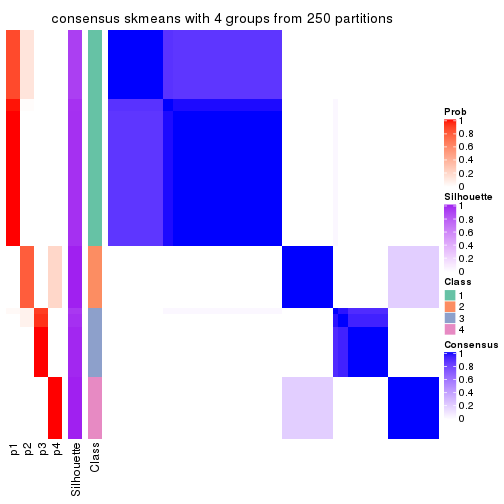 consensus skmeans with 4 groups from 250 partitions
Prob
1
0.8
0.6
0.4
0.2
0
Silhouette
1
0.8
0.6
0.4
0.2
0
Class
1
2
3
4
Consensus
1
0.8
0.6
0.4
0.2
0
p1
p2
p3
p4
Silhouette
Class